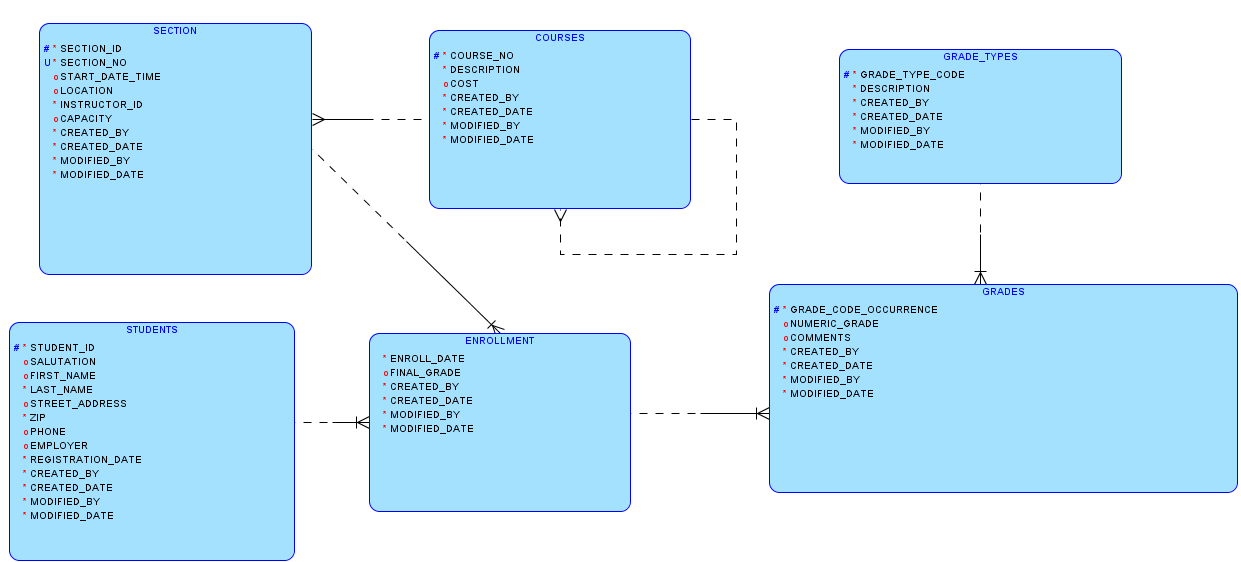 SECTION
# * SECTION_ID
U * SECTION_NO
o START_DATE_TIME
o LOCATION
* INSTRUCTOR_ID
o CAPACITY
* CREATED_BY
* CREATED_DATE
* MODIFIED_BY
* MODIFIED_DATE
COURSES
# * COURSE_NO
* DESCRIPTION
o COST
* CREATED_BY
* CREATED_DATE
* MODIFIED_BY
* MODIFIED_DATE
GRADE_TYPES
# * GRADE_TYPE_CODE
* DESCRIPTION
* CREATED_BY
* CREATED_DATE
* MODIFIED_BY
* MODIFIED_DATE
STUDENTS
# * STUDENT_ID
o SALUTATION
o FIRST_NAME
* LAST_NAME
o STREET_ADDRESS
* ZIP
o PHONE
o EMPLOYER
* REGISTRATION_DATE
* CREATED_BY
* CREATED_DATE
* MODIFIED_BY
* MODIFIED_DATE
ENROLLMENT
* ENROLL_DATE
o FINAL_GRADE
* CREATED_BY
* CREATED_DATE
* MODIFIED_BY
* MODIFIED_DATE
GRADES
# * GRADE_CODE_OCCURRENCE
o NUMERIC_GRADE
o COMMENTS
* CREATED_BY
* CREATED_DATE
* MODIFIED_BY
* MODIFIED_DATE